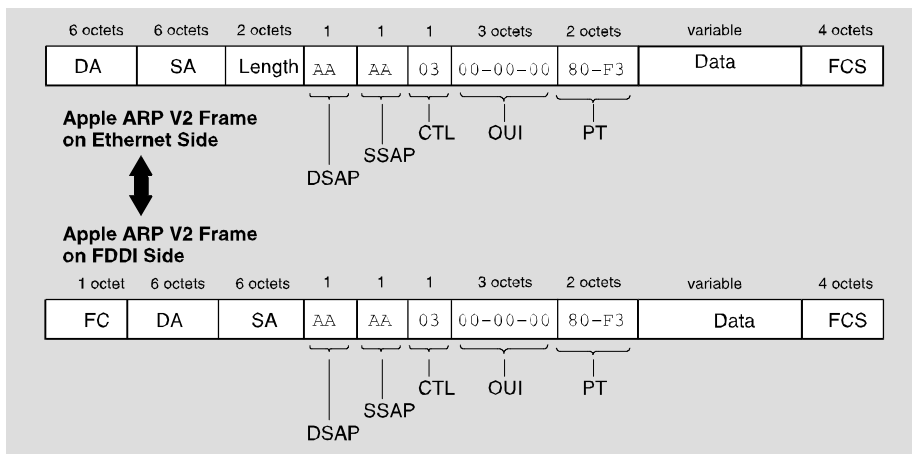 6 octets 6 octets 2 octets 1 1 1 3 octets 2 octets variable 4 octets
DA SA Length AA AA 03 00-00-00 80-F3 Data FCS
Apple ARP V2 Frame
on Ethernet Side
CTL OUI PT
SSAP
DSAP
Apple ARP V2 Frame
on FDDI Side
1 octet 6 octets 6 octets 1 1 1 3 octets 2 octets variable 4 octets
FC DA SA AA AA 03 00-00-00 80-F3 Data FCS
CTL OUI PT
SSAP
DSAP